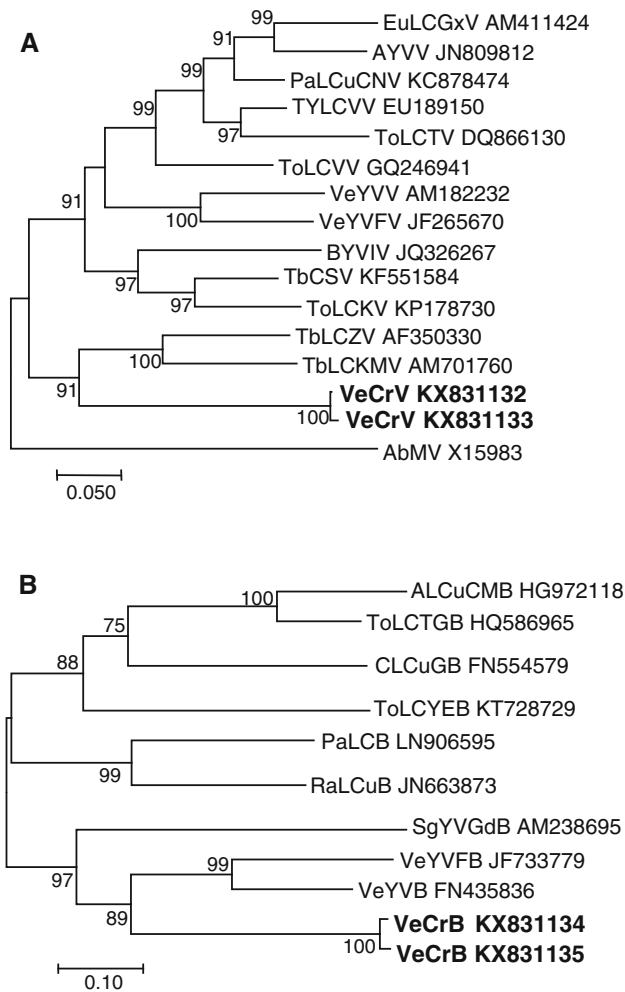 A
99
EuLCGxV AM411424
91
AYVV JN809812
99
PaLCuCNV KC878474
99
TYLCVV EU189150
97
ToLCTV DQ866130
ToLCVV GQ246941
91
VeYVV AM182232
100
VeYVFV JF265670
BYVIV JQ326267
97
TbCSV KF551584
97
ToLCKV KP178730
TbLCZV AF350330
100
TbLCKMV AM701760
91
VeCrV KX831132
100
VeCrV KX831133
AbMV X15983
0.050
B
100
ALCuCMB HG972118
75
ToLCTGB HQ586965
88
CLCuGB FN554579
ToLCYEB KT728729
PaLCB LN906595
99
RaLCuB JN663873
SgYVGdB AM238695
97
99
VeYVFB JF733779
VeYVB FN435836
89
VeCrB KX831134
100
VeCrB KX831135
0.10